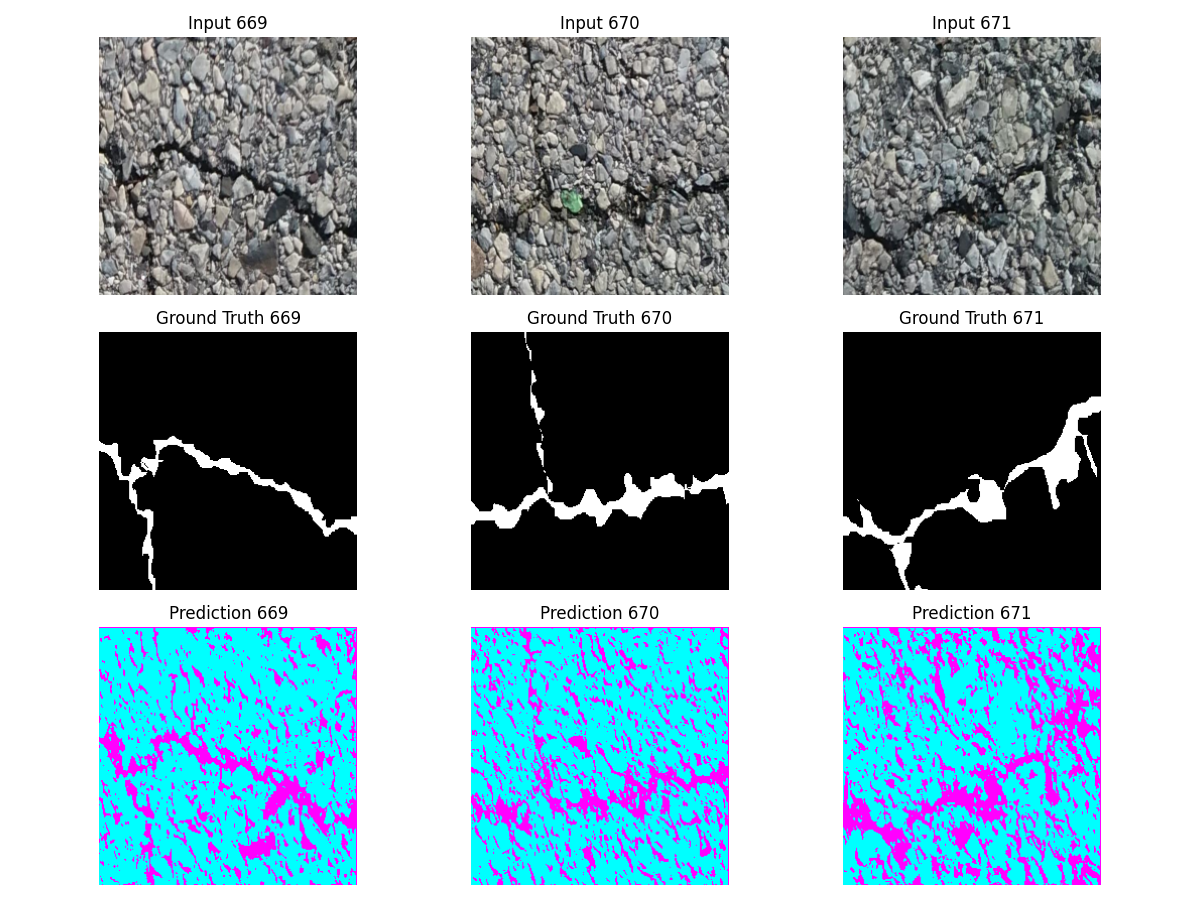 Input 669
Input 670
Input 671
Ground Truth 669
Ground Truth 670
Ground Truth 671
Prediction 669
Prediction 670
Prediction 671